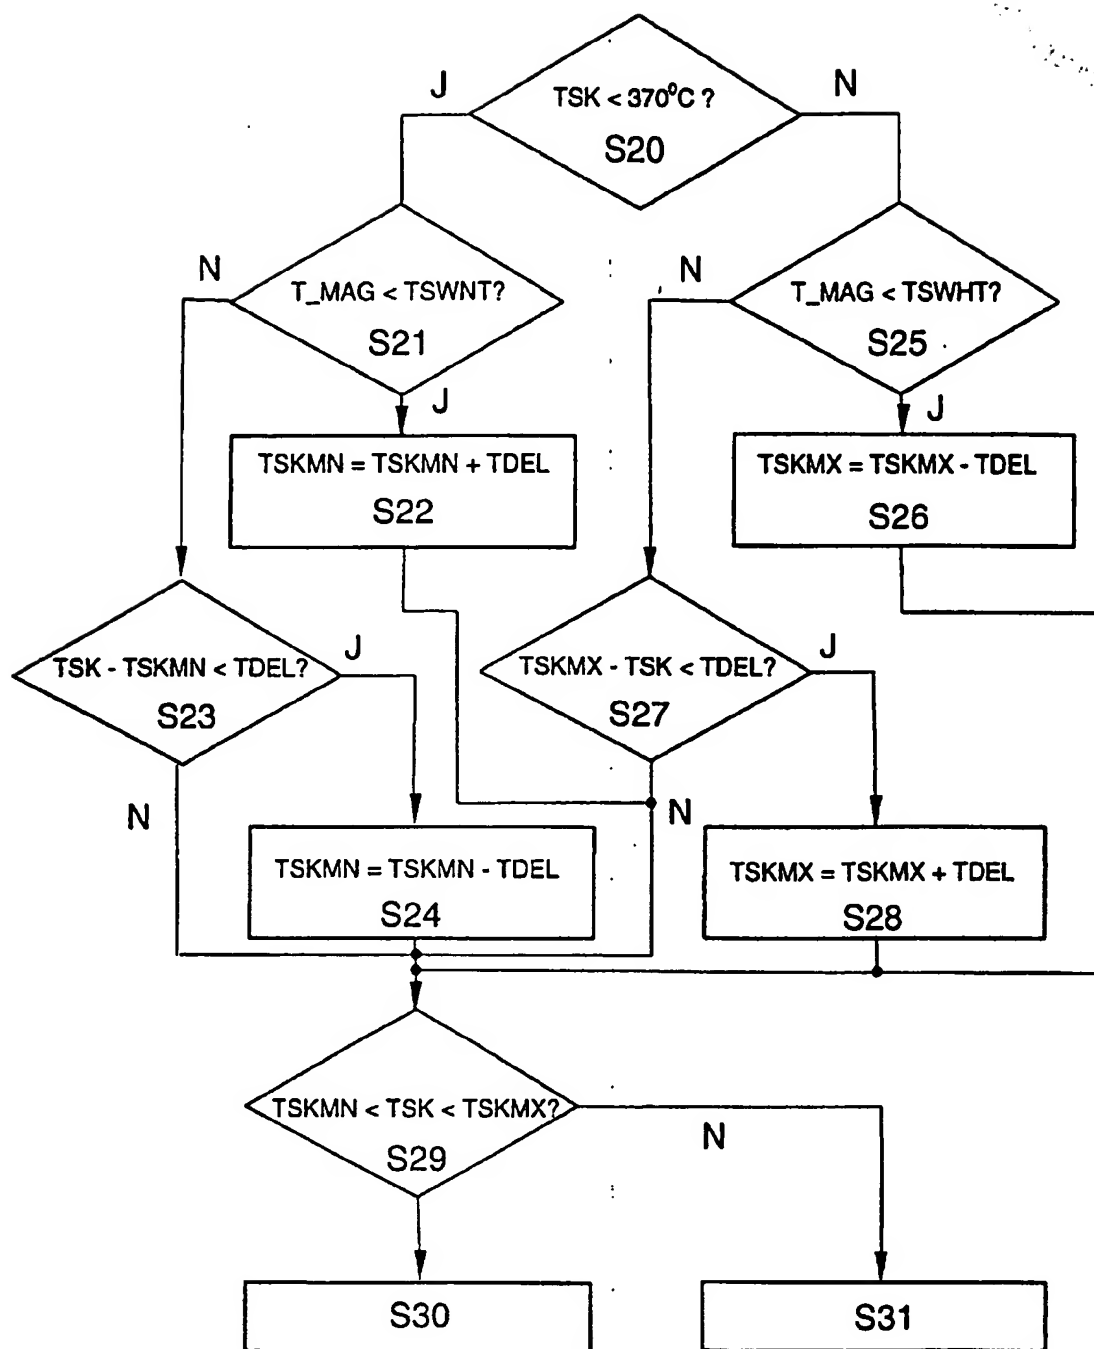 J
N
TSK < 370°C ?
S20
N
T_MAG < TSWNT?
S21
J
N
T_MAG < TSWHT?
S25
J
TSKMN = TSKMN + TDEL
S22
TSKMX = TSKMX - TDEL
S26
TSK - TSKMN < TDEL?
S23
J
N
TSKMX - TSK < TDEL?
S27
J
N
TSKMN = TSKMN - TDEL
S24
TSKMX = TSKMX + TDEL
S28
TSKMN < TSK < TSKMX?
S29
N
S30
S31